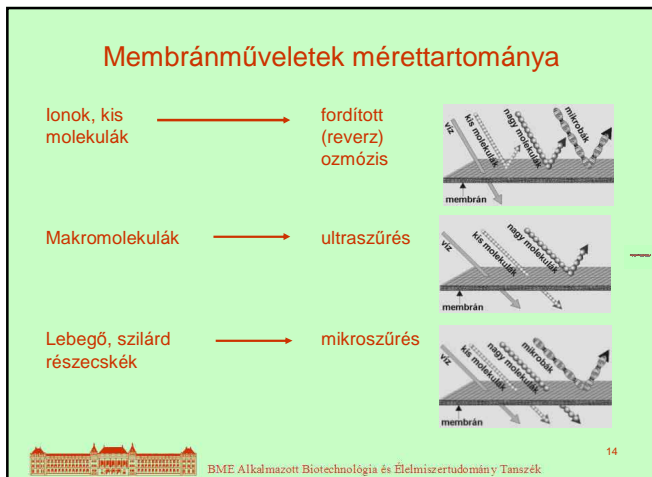 Membránműveletek mérettartománya
Ionok, kis
molekulák
fordított
(reverz)
ozmózis
víz
kis molekulák
nagy molekulák
mikrobák
membrán
Makromolekulák
ultraszűrés
víz
kis molekulák
nagy molekulák
membrán
Lebegő, szilárd
részecskék
mikroszűrés
víz
kis molekulák
nagy molekulák
mikrobák
membrán
14
BME Alkalmazott Biotechnológia és Élelmiszertudomány Tanszék